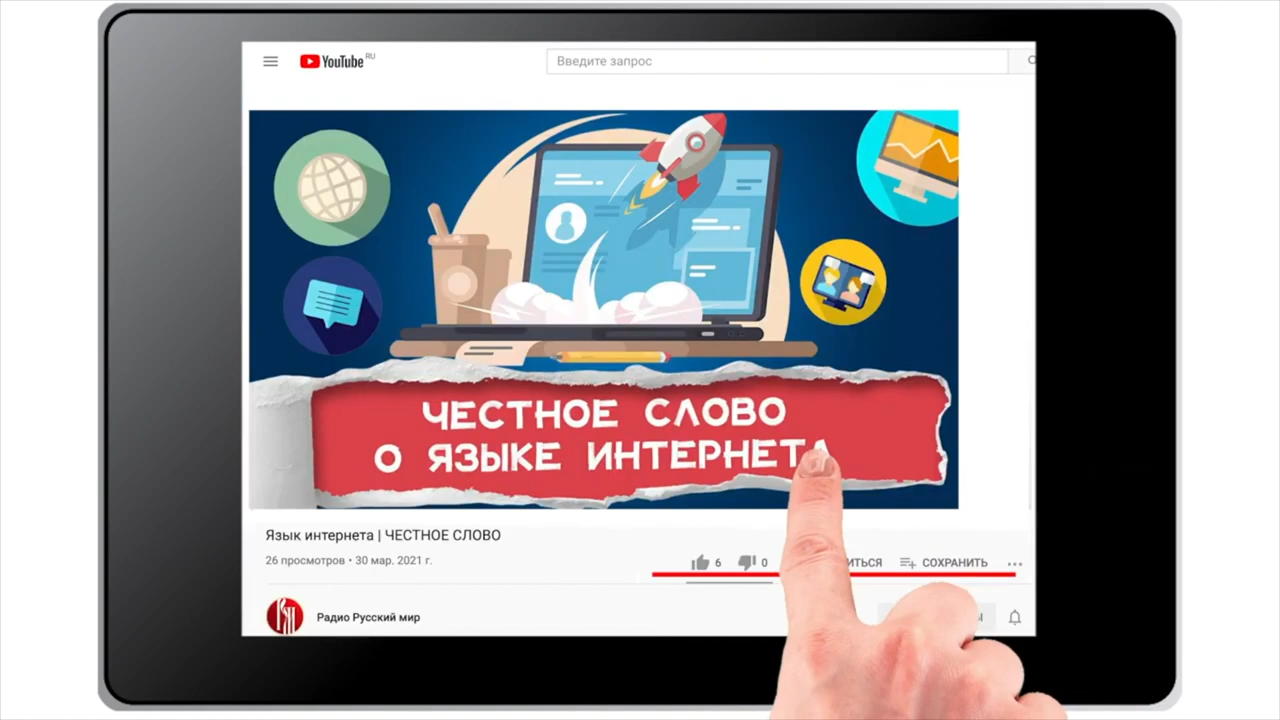 YouTube RU
Введите запрос
ЧЕСТНОЕ СЛОВО
О ЯЗЫКЕ ИНТЕРНЕТА
Язык интернета | ЧЕСТНОЕ СЛОВО
26 просмотров • 30 мар. 2021 г.
6
0
СОХРАНИТЬ
Радио Русский мир